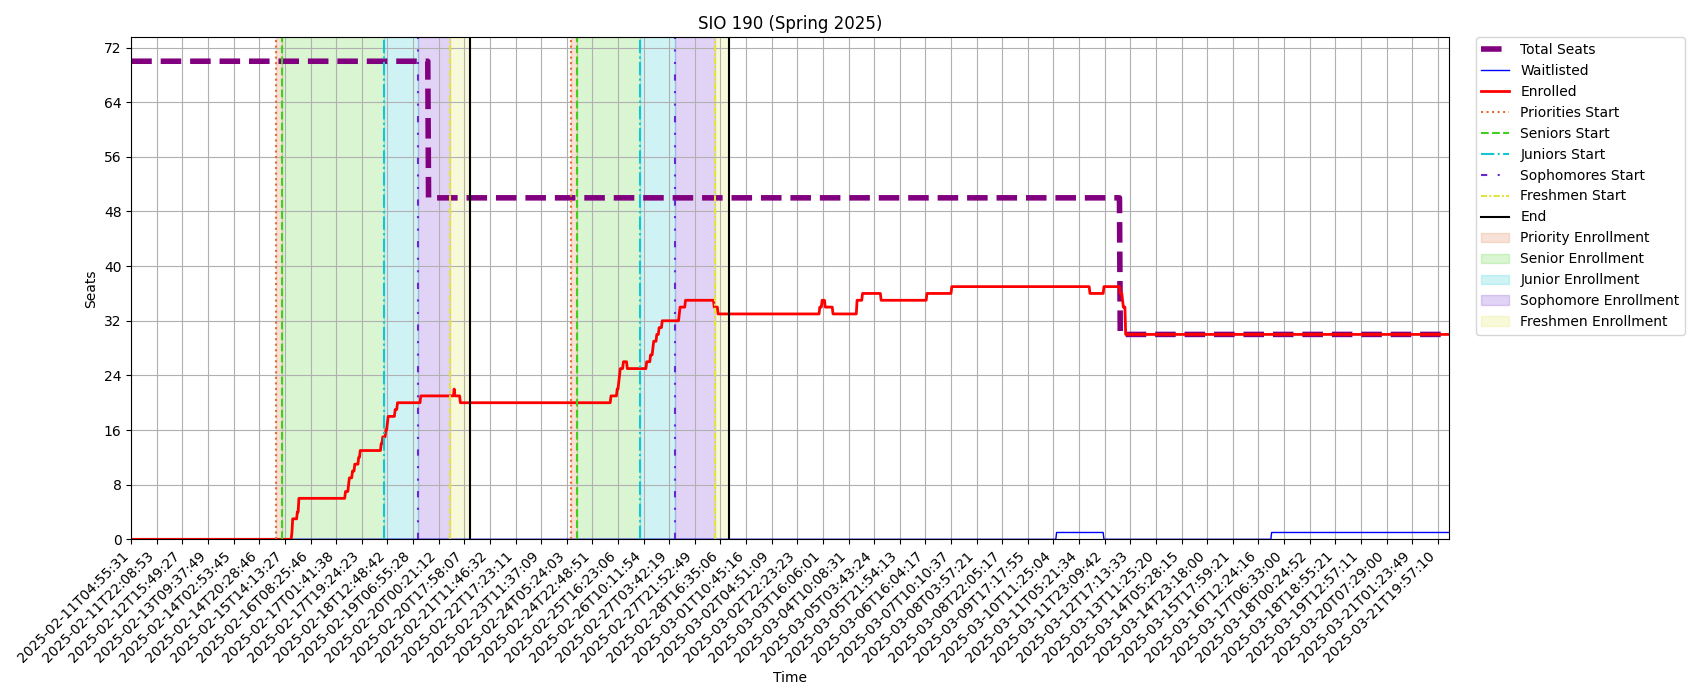 SIO 190 (Spring 2025)
72
64
56
48
40
32
24
16
8
0
Seats
2025-02-11T04:55:31
2025-02-11T22:08:53
2025-02-12T15:49:27
2025-02-13T09:37:49
2025-02-14T02:53:45
2025-02-14T20:28:46
2025-02-15T14:13:27
2025-02-16T08:25:46
2025-02-17T01:41:38
2025-02-17T19:24:23
2025-02-18T12:48:42
2025-02-19T06:55:28
2025-02-20T00:21:12
2025-02-20T17:58:07
2025-02-21T11:46:32
2025-02-22T17:23:11
2025-02-23T11:37:09
2025-02-24T05:24:03
2025-02-24T22:48:51
2025-02-25T16:23:06
2025-02-26T10:11:54
2025-02-27T03:42:19
2025-02-27T21:52:49
2025-02-28T16:35:06
2025-03-01T10:45:16
2025-03-02T04:51:09
2025-03-02T22:23:23
2025-03-03T16:06:01
2025-03-04T11:08:31
2025-03-05T03:43:24
2025-03-05T21:54:13
2025-03-06T16:04:17
2025-03-07T10:10:37
2025-03-08T03:57:21
2025-03-08T22:05:17
2025-03-09T17:17:55
2025-03-10T11:25:04
2025-03-11T05:21:34
2025-03-11T23:09:42
2025-03-12T17:13:33
2025-03-13T11:25:20
2025-03-14T05:28:15
2025-03-14T23:18:00
2025-03-15T17:59:21
2025-03-16T12:24:16
2025-03-17T06:33:00
2025-03-18T00:24:52
2025-03-18T18:55:21
2025-03-19T12:57:11
2025-03-20T07:29:00
2025-03-21T01:23:49
2025-03-21T19:57:10
Time
Total Seats
Waitlisted
Enrolled
Priorities Start
Seniors Start
Juniors Start
Sophomores Start
Freshmen Start
End
Priority Enrollment
Senior Enrollment
Junior Enrollment
Sophomore Enrollment
Freshmen Enrollment